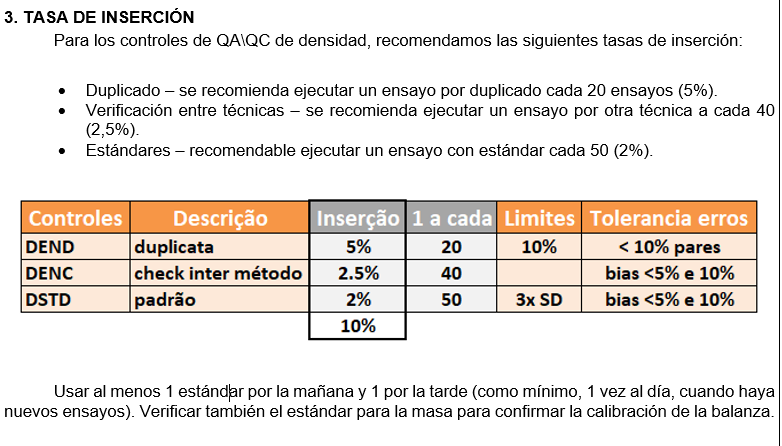 3. TASA DE INSERCIÓN
Para los controles de QA\QC de densidad, recomendamos las siguientes tasas de inserción:
• Duplicado – se recomienda ejecutar un ensayo por duplicado cada 20 ensayos (5%).
• Verificación entre técnicas – se recomienda ejecutar un ensayo por otra técnica a cada 40
(2,5%).
• Estándares – recomendable ejecutar un ensayo con estándar cada 50 (2%).
Controles Descrição Inserção 1 a cada Limites Tolerancia erros
DEND duplicata 5% 20 10% < 10% pares
DENC check inter método 2.5% 40 bias <5% e 10%
DSTD padrão 2% 50 3x SD bias <5% e 10%
10%
Usar al menos 1 estándar por la mañana y 1 por la tarde (como mínimo, 1 vez al día, cuando haya
nuevos ensayos). Verificar también el estándar para la masa para confirmar la calibración de la balanza.